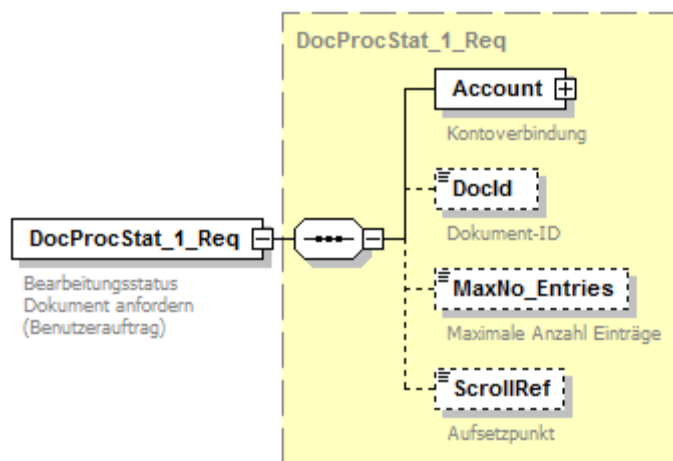 DocProcStat_1_Req
Account
Kontoverbindung
DocId
Dokument-ID
DocProcStat_1_Req
Bearbeitungsstatus
Dokument anfordern
(Benutzerauftrag)
MaxNo_Entries
Maximale Anzahl Einträge
ScrollRef
Aufsetzpunkt